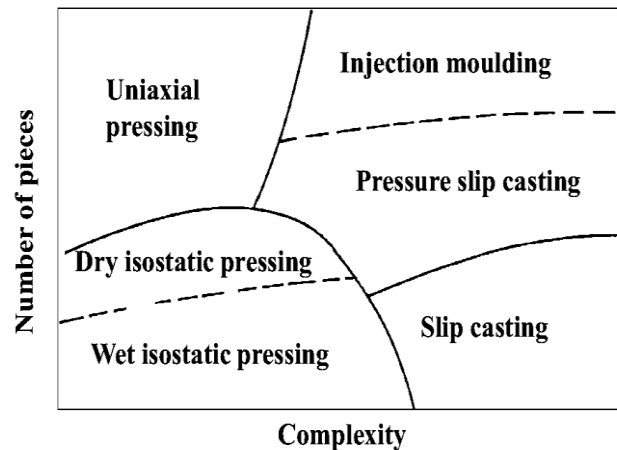 Injection moulding
Uniaxial
pressing
Pressure slip casting
Dry isostatic pressing
Slip casting
Wet isostatic pressing
Number of pieces
Complexity